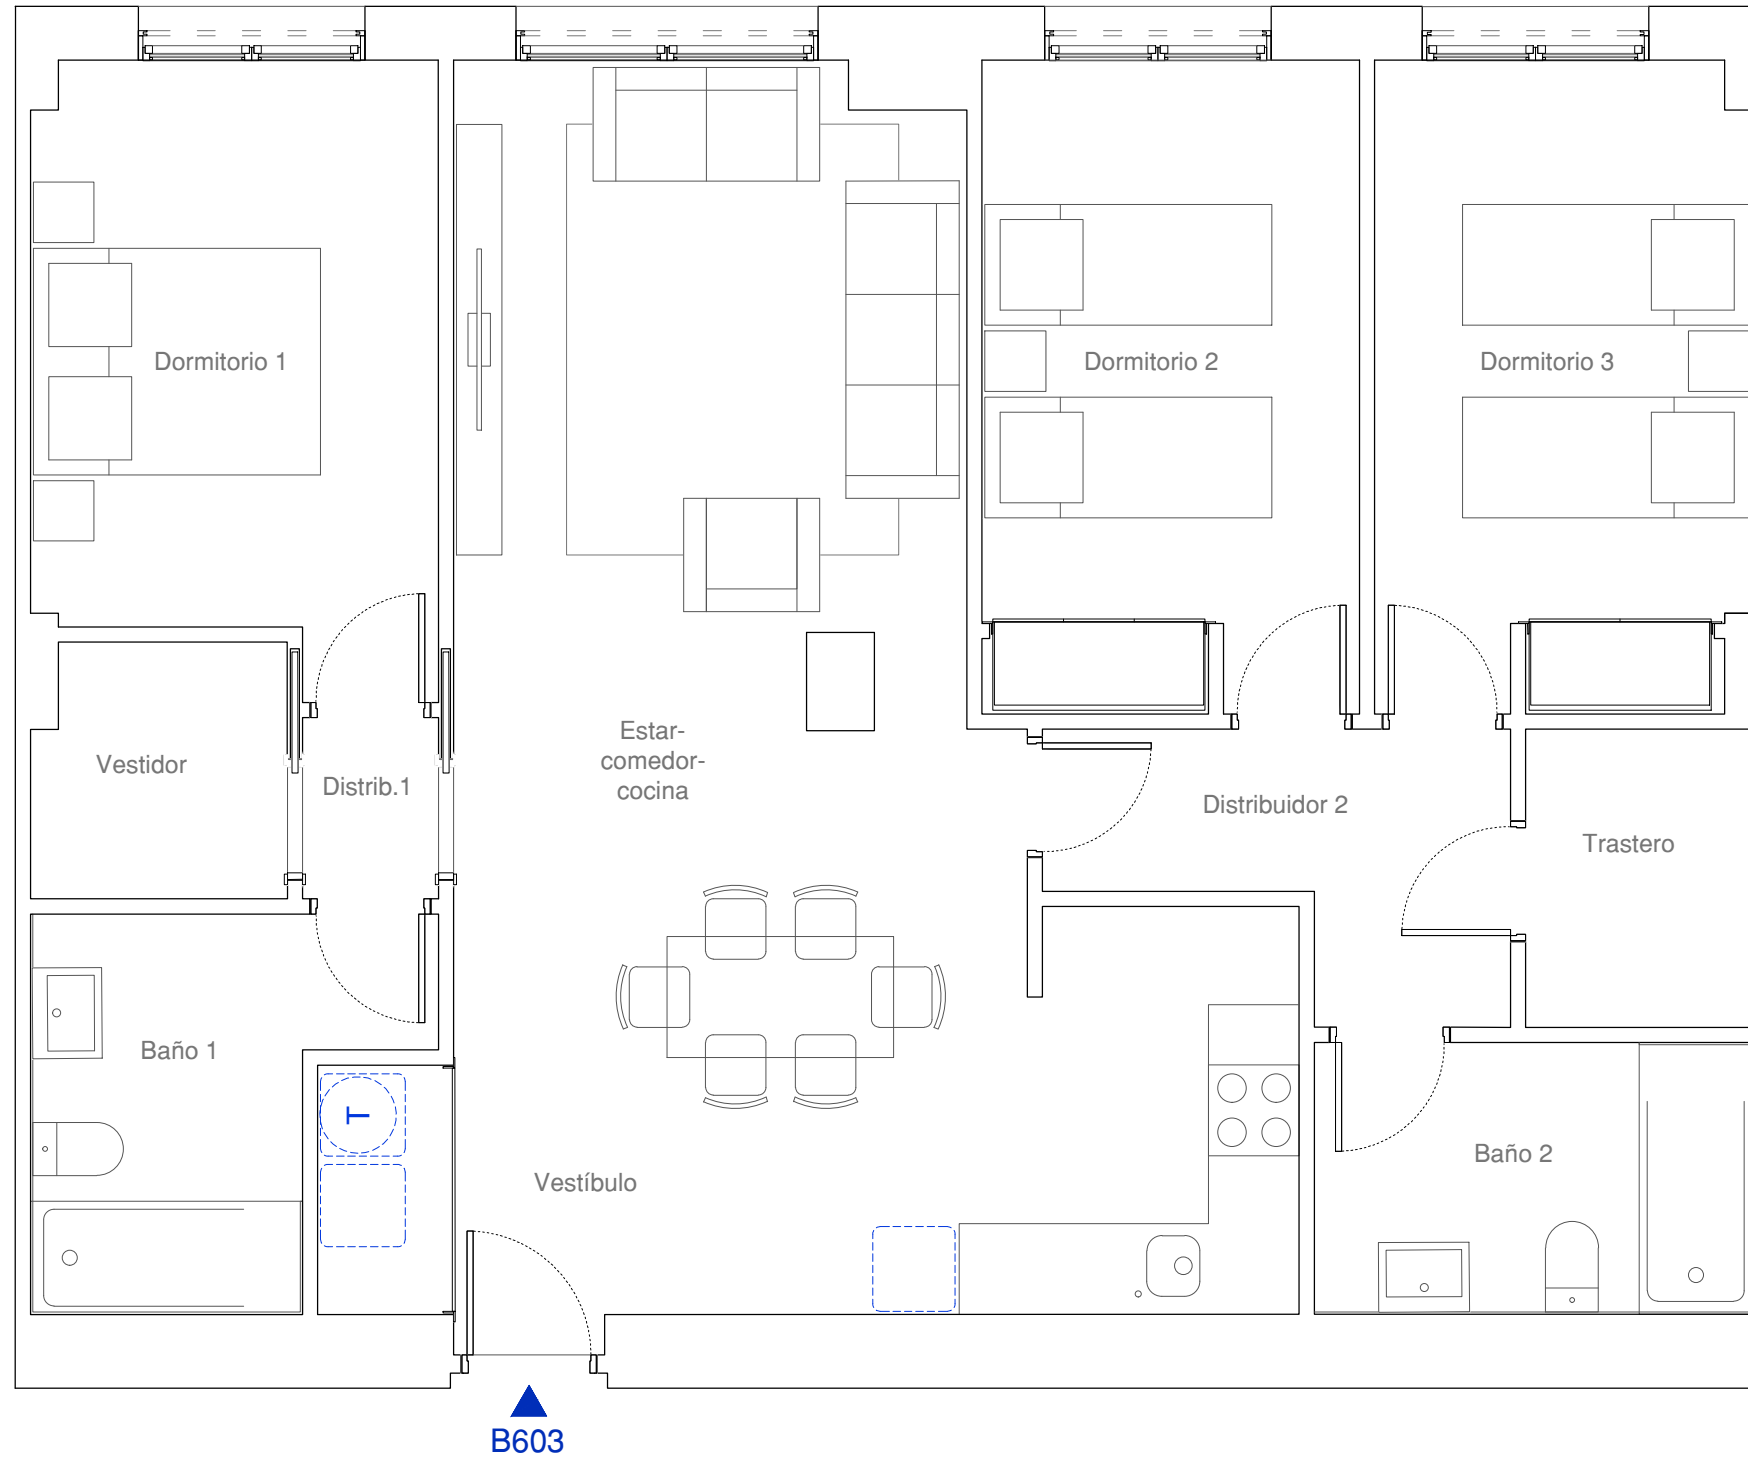 Dormitorio 1
Dormitorio 2
Dormitorio 3
Estar-
comedor-
cocina
Vestidor
Distrib.1
Distribuidor 2
Trastero
Baño 1
T
Vestíbulo
Baño 2
B603